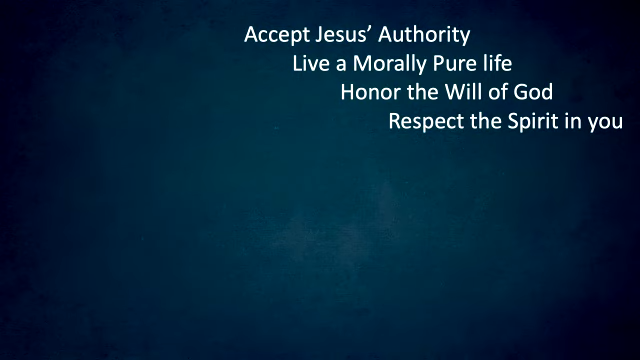 Accept Jesus’ Authority
Live a Morally Pure life
Honor the Will of God
Respect the Spirit in you